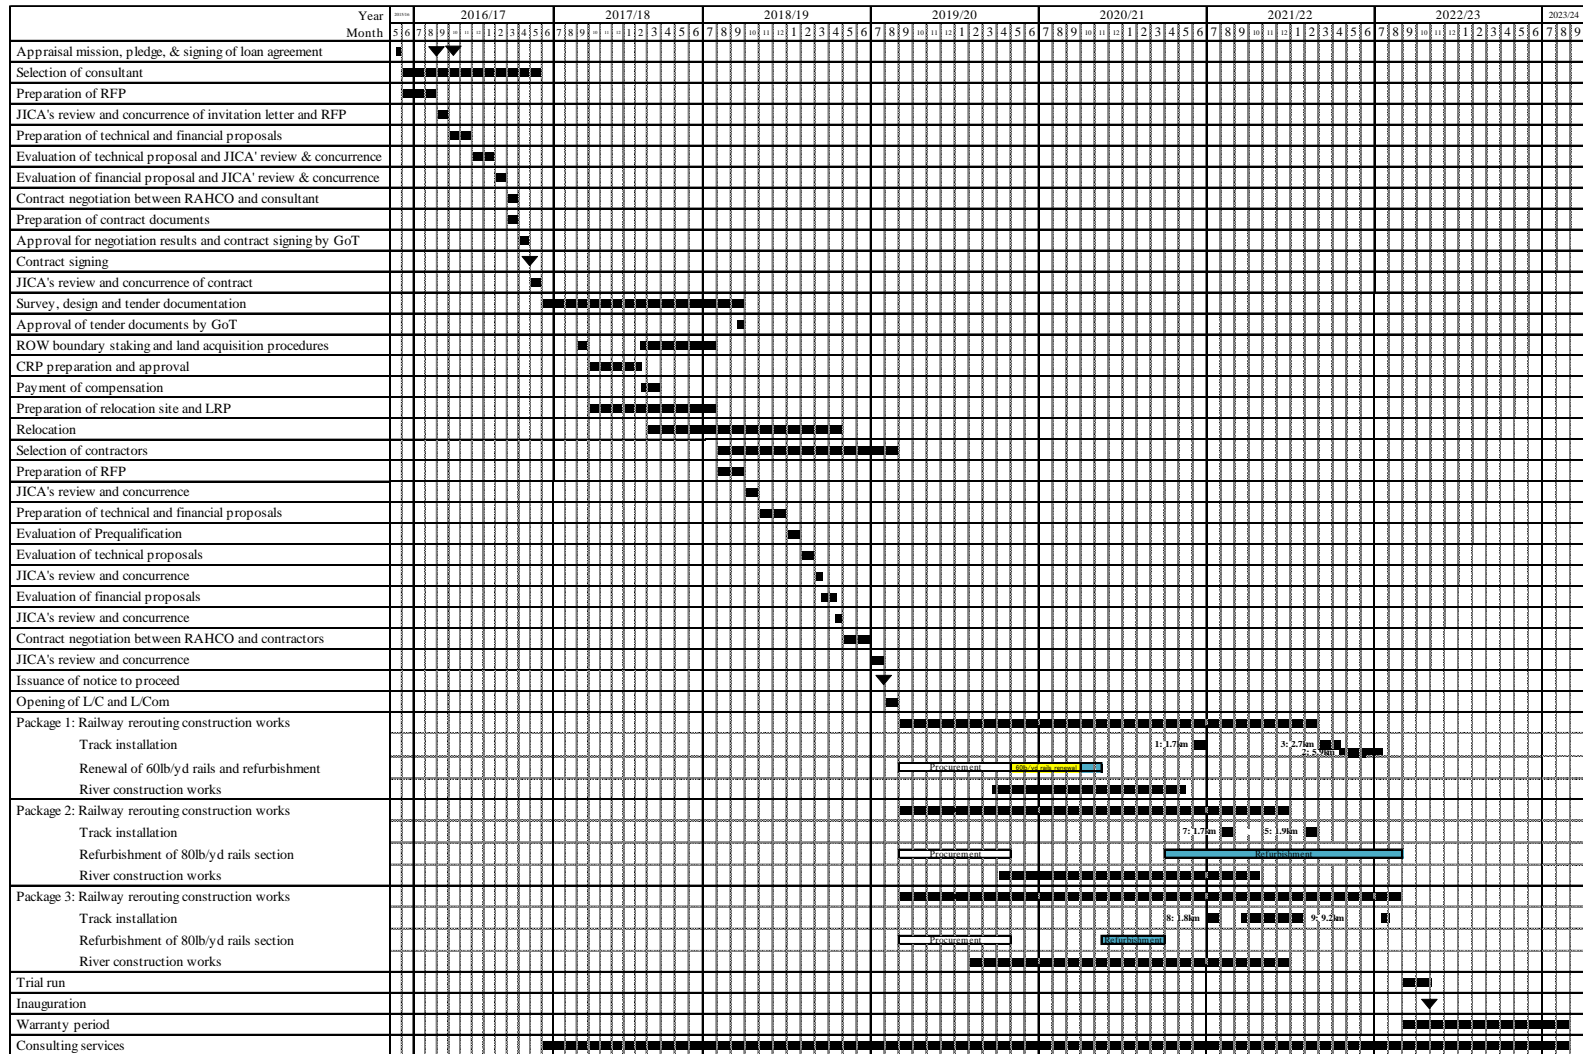 Year 2015/16 2016/17 2017/18 2018/19 2019/20 2020/21 2021/22 2022/23 2023/24
Month 5 6 7 8 9 10 11 12 1 2 3 4 5 6 7 8 9 10 11 12 1 2 3 4 5 6 7 8 9 10 11 12 1 2 3 4 5 6 7 8 9 10 11 12 1 2 3 4 5 6 7 8 9 10 11 12 1 2 3 4 5 6 7 8 9 10 11 12 1 2 3 4 5 6 7 8 9 10 11 12 1 2 3 4 5 6 7 8 9
Appraisal mission, pledge, & signing of loan agreement
Selection of consultant
Preparation of RFP
JICA's review and concurrence of invitation letter and RFP
Preparation of technical and financial proposals
Evaluation of technical proposal and JICA' review & concurrence
Evaluation of financial proposal and JICA' review & concurrence
Contract negotiation between RAHCO and consultant
Preparation of contract documents
Approval for negotiation results and contract signing by GoT
Contract signing
JICA's review and concurrence of contract
Survey, design and tender documentation
Approval of tender documents by GoT
ROW boundary staking and land acquisition procedures
CRP preparation and approval
Payment of compensation
Preparation of relocation site and LRP
Relocation
Selection of contractors
Preparation of RFP
JICA's review and concurrence
Preparation of technical and financial proposals
Evaluation of Prequalification
Evaluation of technical proposals
JICA's review and concurrence
Evaluation of financial proposals
JICA's review and concurrence
Contract negotiation between RAHCO and contractors
JICA's review and concurrence
Issuance of notice to proceed
Opening of L/C and L/Com
Package 1: Railway rerouting construction works
Track installation 1: 1.7km 3: 2.7km
2: 5.9km
Renewal of 60lb/yd rails and refurbishment Procurement 60lb/yd rails renewal
River construction works
Package 2: Railway rerouting construction works
Track installation 7: 1.7km 5: 1.9km
Refurbishment of 80lb/yd rails section Procurement Refurbishment
River construction works
Package 3: Railway rerouting construction works
Track installation 8: 1.8km 9: 9.2km
Refurbishment of 80lb/yd rails section Procurement Refurbishment
River construction works
Trial run
Inauguration
Warranty period
Consulting services